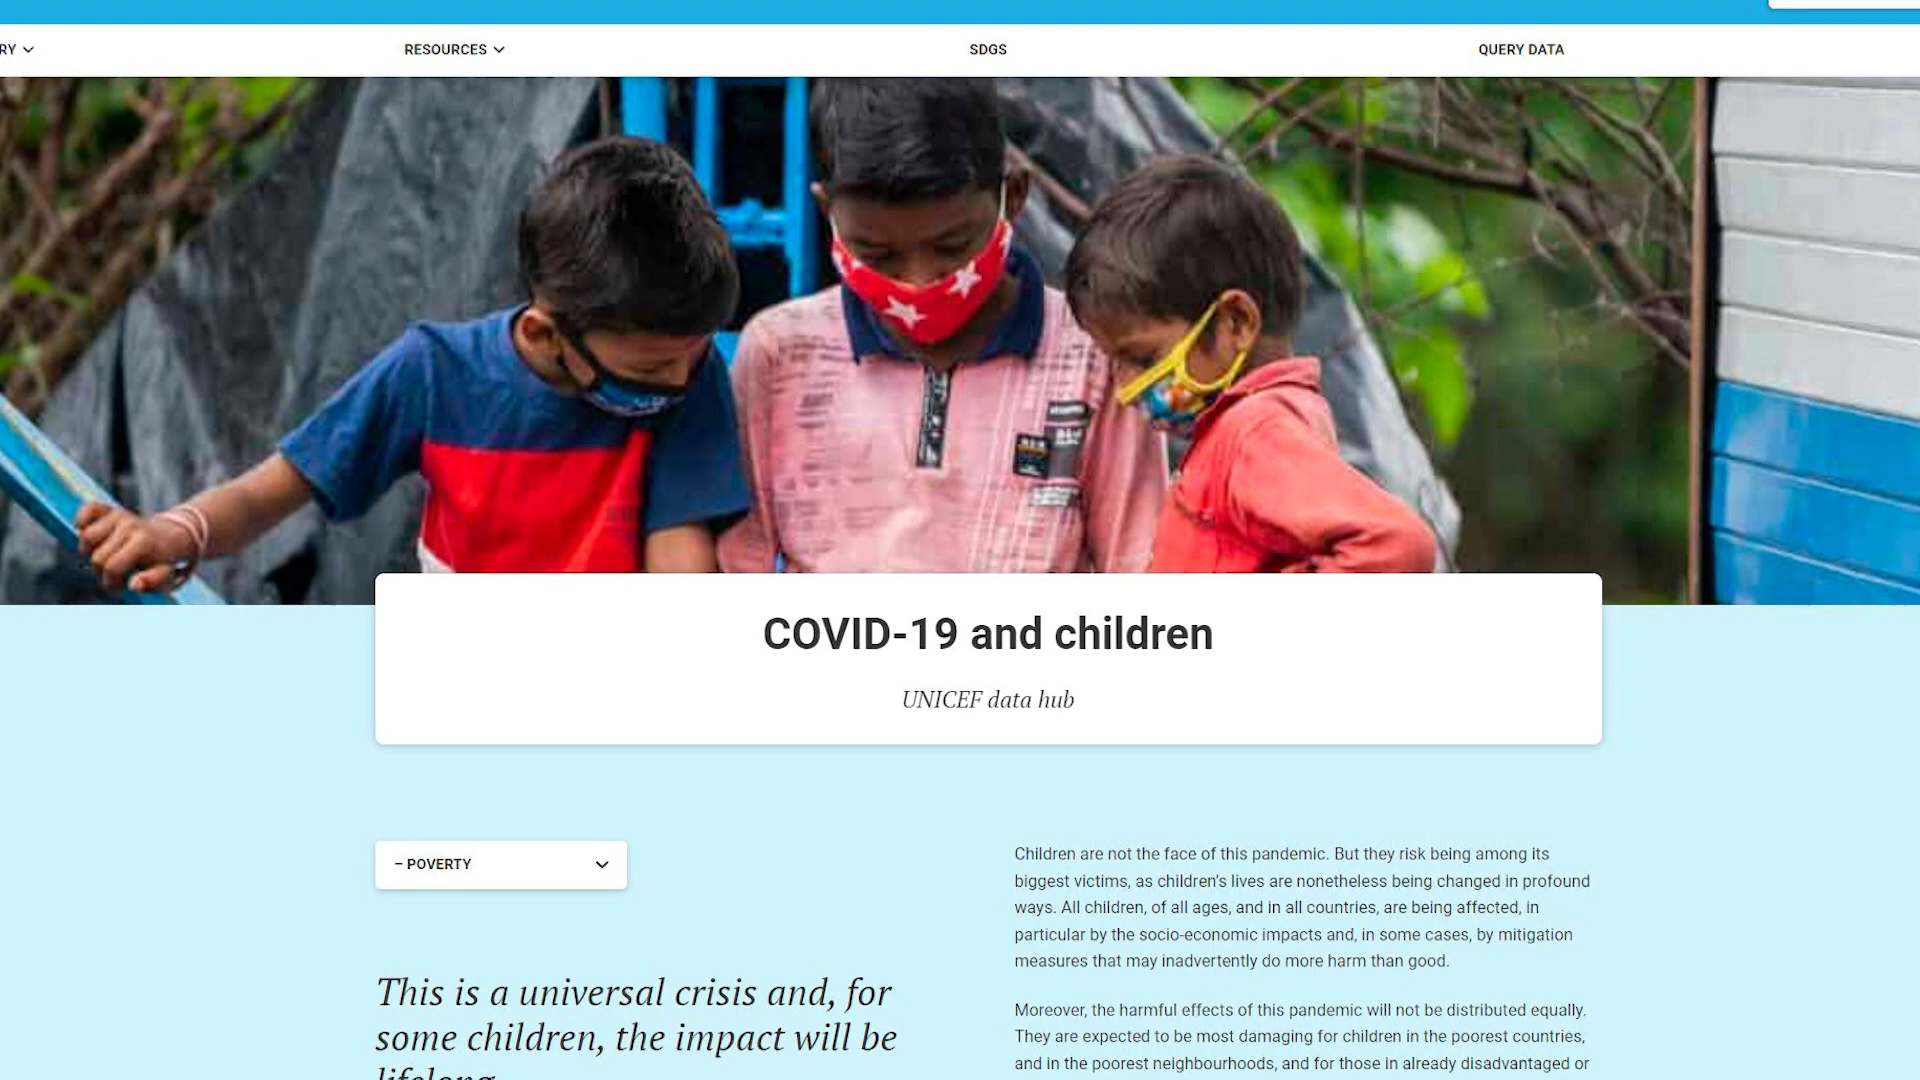 RY
RESOURCES
SDGS
QUERY DATA
COVID-19 and children
UNICEF data hub
– POVERTY
This is a universal crisis and, for
some children, the impact will be
lifelong
Children are not the face of this pandemic. But they risk being among its
biggest victims, as children’s lives are nonetheless being changed in profound
ways. All children, of all ages, and in all countries, are being affected, in
particular by the socio-economic impacts and, in some cases, by mitigation
measures that may inadvertently do more harm than good.
Moreover, the harmful effects of this pandemic will not be distributed equally.
They are expected to be most damaging for children in the poorest countries,
and in the poorest neighbourhoods, and for those in already disadvantaged or